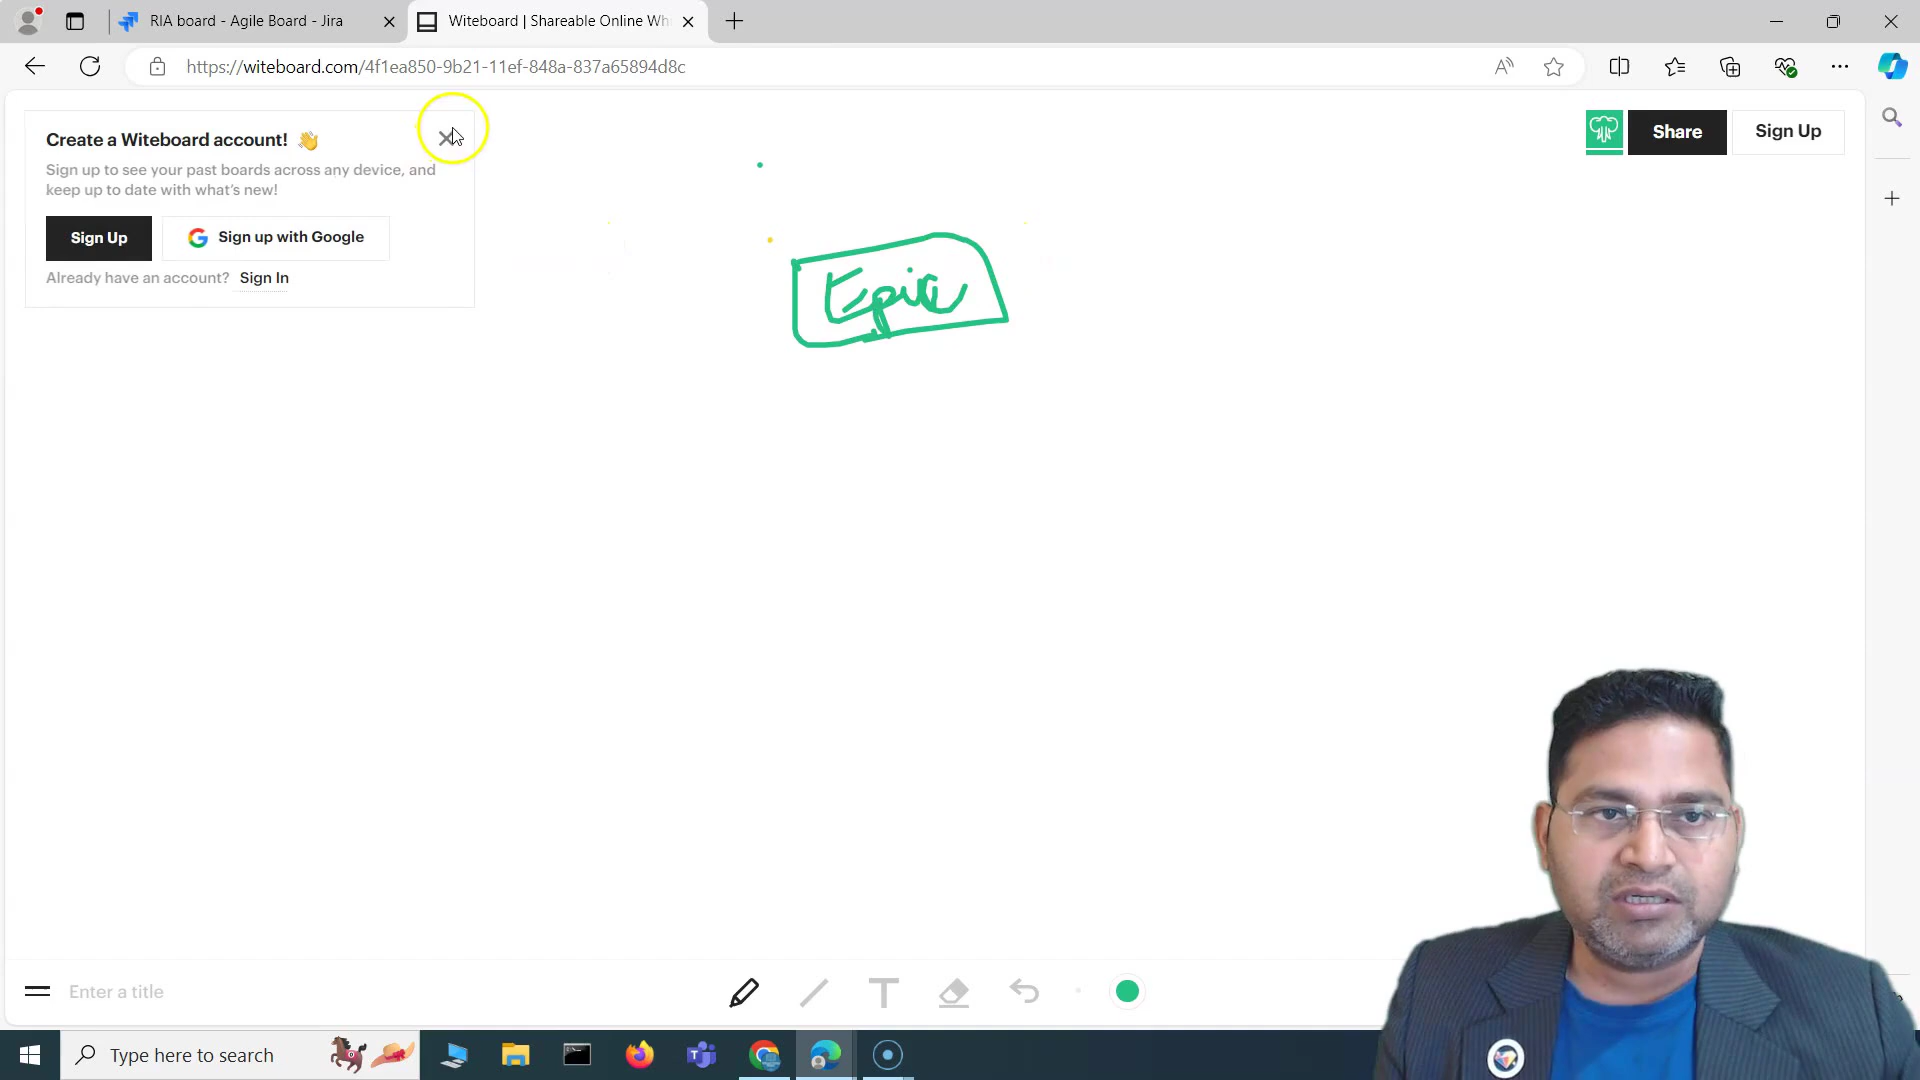 RIA board - Agile Board - Jira
Witeboard | Shareable Online Wh
https://witeboard.com/4f1ea850-9b21-11ef-848a-837a65894d8c
Create a Witeboard account! 👋
Sign up to see your past boards across any device, and
keep up to date with what's new!
Sign Up
Sign up with Google
Already have an account? Sign In
Share
Sign Up
Epic
Enter a title
Type here to search